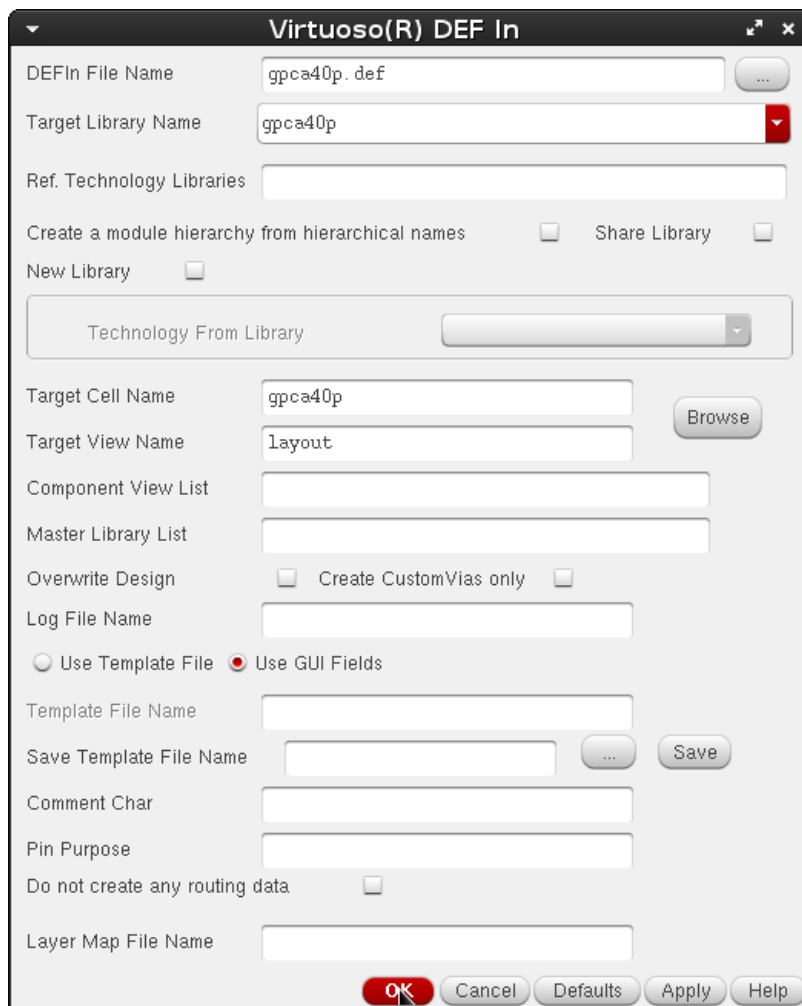 Virtuoso(R) DEF In
DEFIn File Name gpca40p.def ...
Target Library Name gpca40p
Ref. Technology Libraries
Create a module hierarchy from hierarchical names Share Library
New Library
Technology From Library
Target Cell Name gpca40p
Browse
Target View Name layout
Component View List
Master Library List
Overwrite Design Create CustomVias only
Log File Name
Use Template File Use GUI Fields
Template File Name
Save Template File Name ... Save
Comment Char
Pin Purpose
Do not create any routing data
Layer Map File Name
OK Cancel Defaults Apply Help